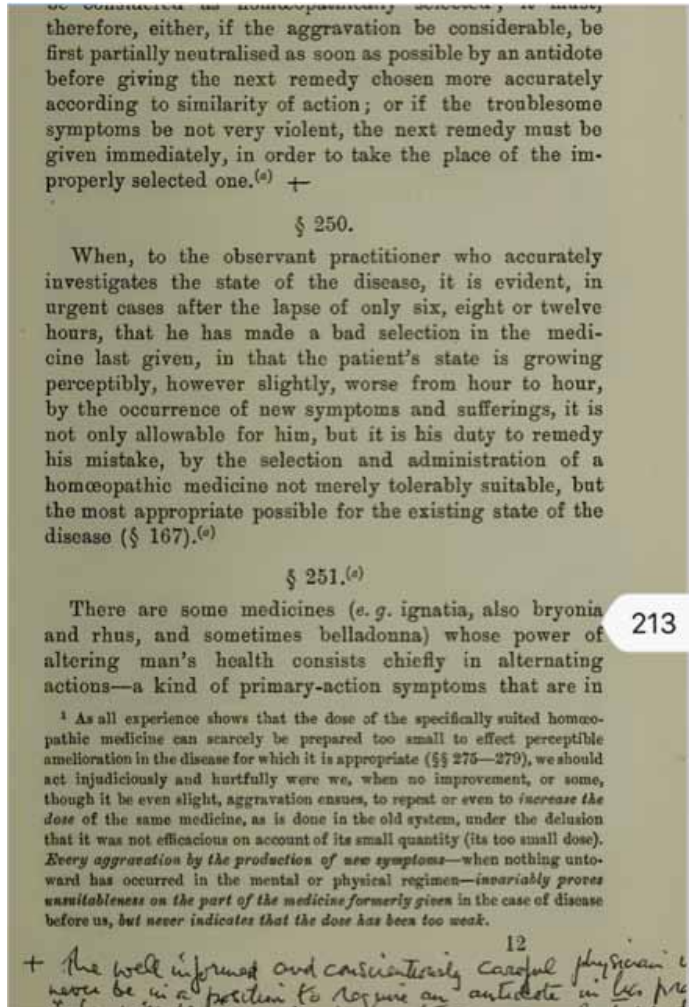 be considered as homœopathically selected; it must,
therefore, either, if the aggravation be considerable, be
first partially neutralised as soon as possible by an antidote
before giving the next remedy chosen more accurately
according to similarity of action; or if the troublesome
symptoms be not very violent, the next remedy must be
given immediately, in order to take the place of the im-
properly selected one.(a) +
§ 250.
When, to the observant practitioner who accurately
investigates the state of the disease, it is evident, in
urgent cases after the lapse of only six, eight or twelve
hours, that he has made a bad selection in the medi-
cine last given, in that the patient's state is growing
perceptibly, however slightly, worse from hour to hour,
by the occurrence of new symptoms and sufferings, it is
not only allowable for him, but it is his duty to remedy
his mistake, by the selection and administration of a
homœopathic medicine not merely tolerably suitable, but
the most appropriate possible for the existing state of the
disease (§ 167).(a)
§ 251.(a)
There are some medicines (e. g. ignatia, also bryonia
and rhus, and sometimes belladonna) whose power of
altering man's health consists chiefly in alternating
actions—a kind of primary-action symptoms that are in
213
1 As all experience shows that the dose of the specifically suited homœo-
pathic medicine can scarcely be prepared too small to effect perceptible
amelioration in the disease for which it is appropriate (§§ 275—279), we should
act injudiciously and hurtfully were we, when no improvement, or some,
though it be even slight, aggravation ensues, to repeat or even to increase the
dose of the same medicine, as is done in the old system, under the delusion
that it was not efficacious on account of its small quantity (its too small dose).
Every aggravation by the production of new symptoms—when nothing unto-
ward has occurred in the mental or physical regimen—invariably proves
unsuitableness on the part of the medicine formerly given in the case of disease
before us, but never indicates that the dose has been too weak.
12
+ The well informed and conscientiously careful physician
never be in a position to require an antidote in his